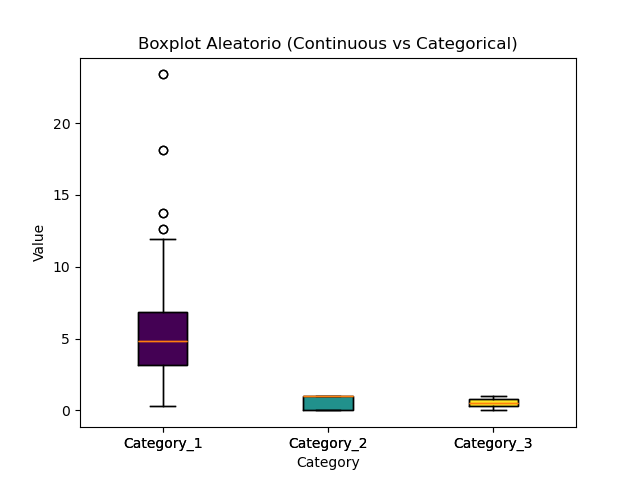 Boxplot Aleatorio (Continuous vs Categorical)
20
15
10
5
0
Value
Category_1 Category_2 Category_3
Category